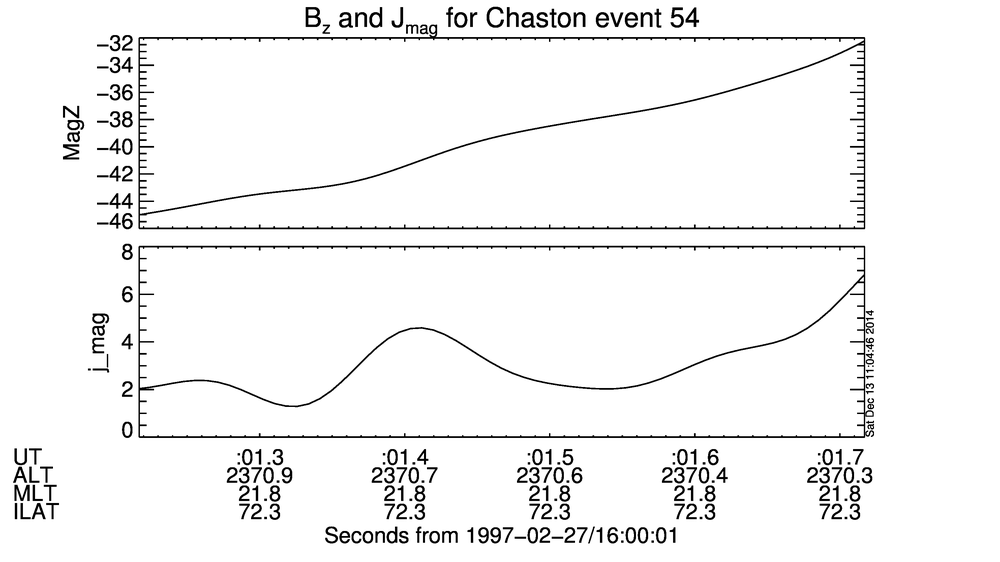 Bz and Jmag for Chaston event 54
MagZ
−32
−34
−36
−38
−40
−42
−44
−46
j_mag
8
6
4
2
0
Sat Dec 13 11:04:46 2014
UT :01.3 :01.4 :01.5 :01.6 :01.7
ALT 2370.9 2370.7 2370.6 2370.4 2370.3
MLT 21.8 21.8 21.8 21.8 21.8
ILAT 72.3 72.3 72.3 72.3 72.3
Seconds from 1997−02−27/16:00:01